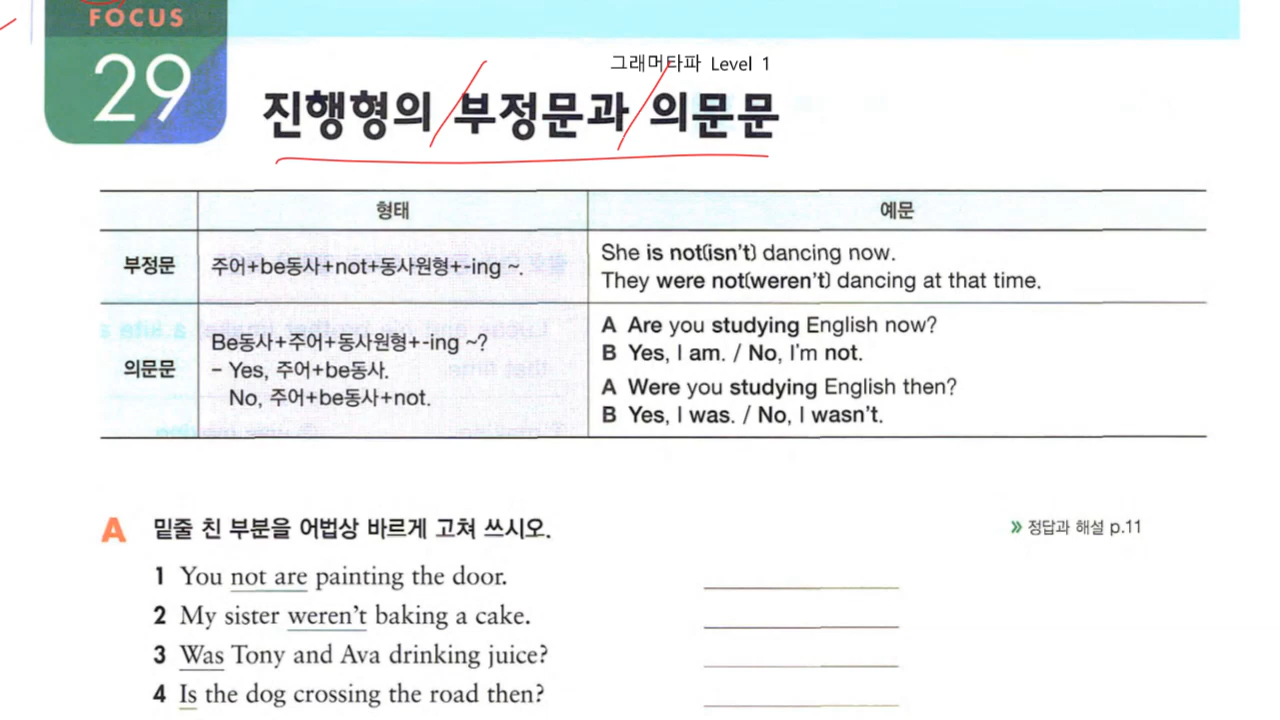 FOCUS
29
그래머타파 Level 1
진행형의 부정문과 의문문
형태 예문
부정문 주어+be동사+not+동사원형+-ing ~. She is not(isn't) dancing now.
They were not(weren't) dancing at that time.
의문문 Be동사+주어+동사원형+-ing ~? A Are you studying English now?
– Yes, 주어+be동사. B Yes, I am. / No, I'm not.
No, 주어+be동사+not. A Were you studying English then?
B Yes, I was. / No, I wasn't.
A 밑줄 친 부분을 어법상 바르게 고쳐 쓰시오. » 정답과 해설 p.11
1 You not are painting the door.
2 My sister weren't baking a cake.
3 Was Tony and Ava drinking juice?
4 Is the dog crossing the road then?